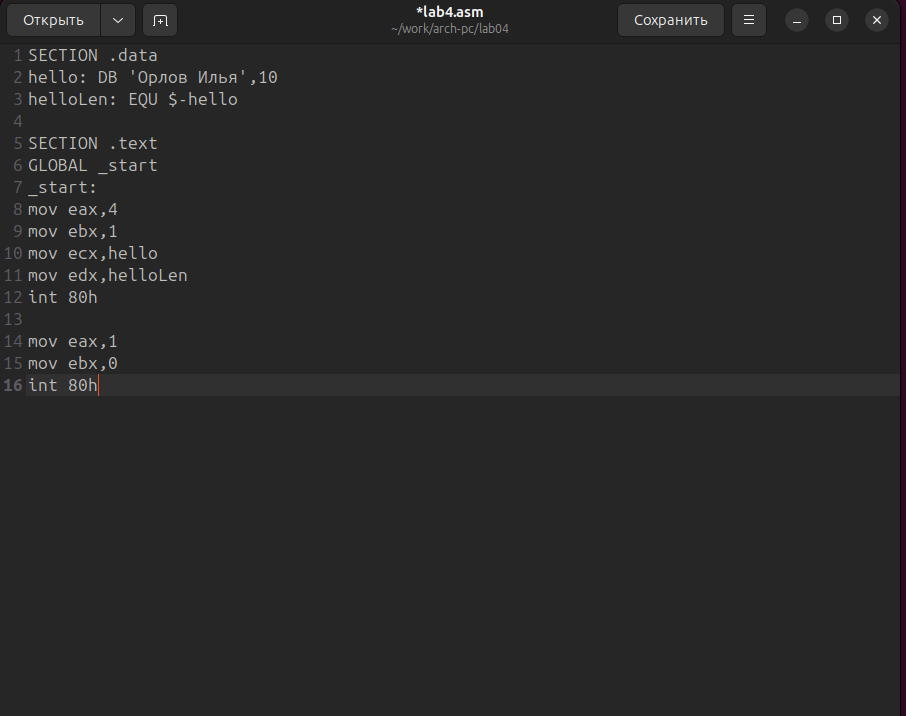 Открыть
*lab4.asm
~/work/arch-pc/lab04
Сохранить
1 SECTION .data
2 hello: DB 'Орлов Илья',10
3 helloLen: EQU $-hello
4
5 SECTION .text
6 GLOBAL _start
7 _start:
8 mov eax,4
9 mov ebx,1
10 mov ecx,hello
11 mov edx,helloLen
12 int 80h
13
14 mov eax,1
15 mov ebx,0
16 int 80h